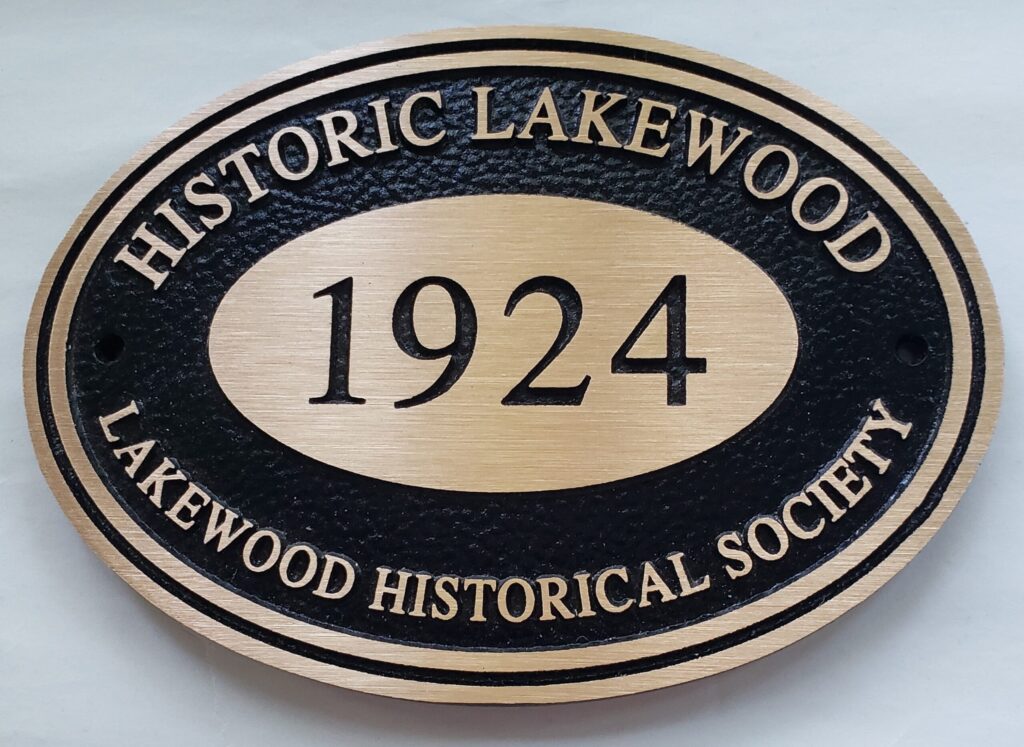 HISTORIC LAKEWOOD
1924
LAKEWOOD HISTORICAL SOCIETY